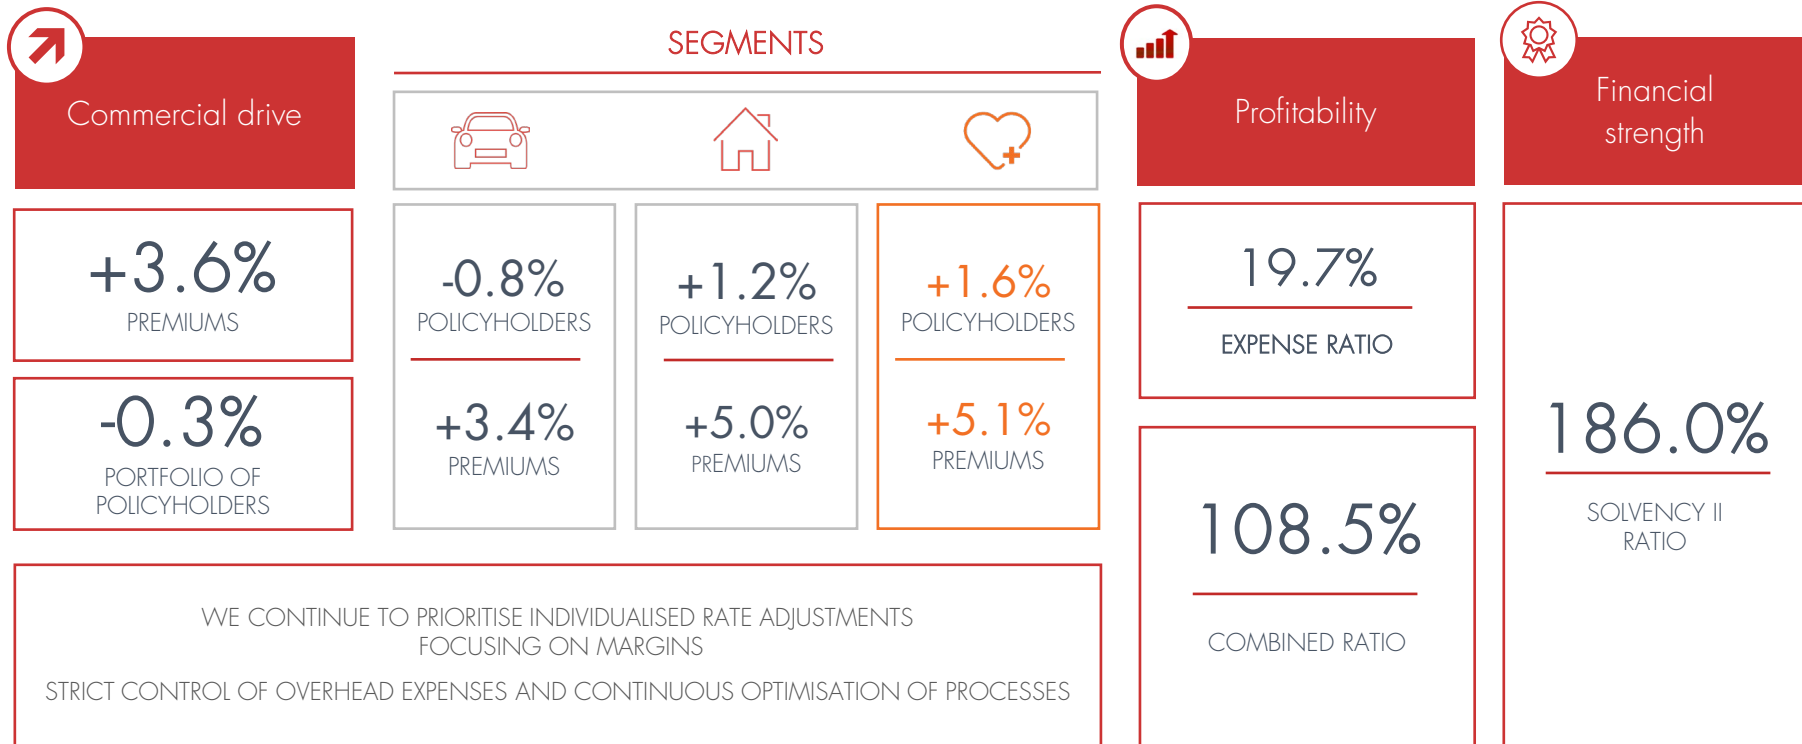 Commercial drive
+3.6%
PREMIUMS
-0.3%
PORTFOLIO OF
POLICYHOLDERS
SEGMENTS
-0.8%
POLICYHOLDERS
+3.4%
PREMIUMS
+1.2%
POLICYHOLDERS
+5.0%
PREMIUMS
+1.6%
POLICYHOLDERS
+5.1%
PREMIUMS
WE CONTINUE TO PRIORITISE INDIVIDUALISED RATE ADJUSTMENTS
FOCUSING ON MARGINS
STRICT CONTROL OF OVERHEAD EXPENSES AND CONTINUOUS OPTIMISATION OF PROCESSES
Profitability
19.7%
EXPENSE RATIO
108.5%
COMBINED RATIO
Financial
strength
186.0%
SOLVENCY II
RATIO